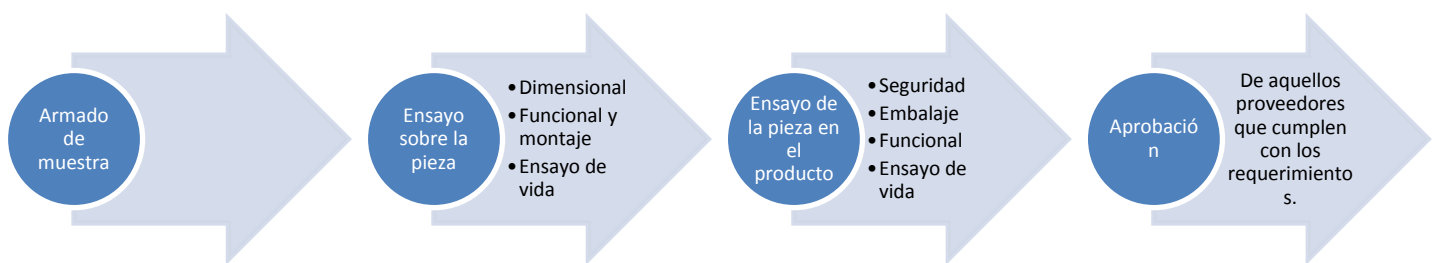 Armado
de
muestra
Ensayo
sobre la
pieza
•Dimensional
•Funcional y
montaje
•Ensayo de
vida
Ensayo de
la pieza en
el
producto
•Seguridad
•Embalaje
•Funcional
•Ensayo de
vida
Aprobació
n
De aquellos
proveedores
que cumplen
con los
requerimiento
s.